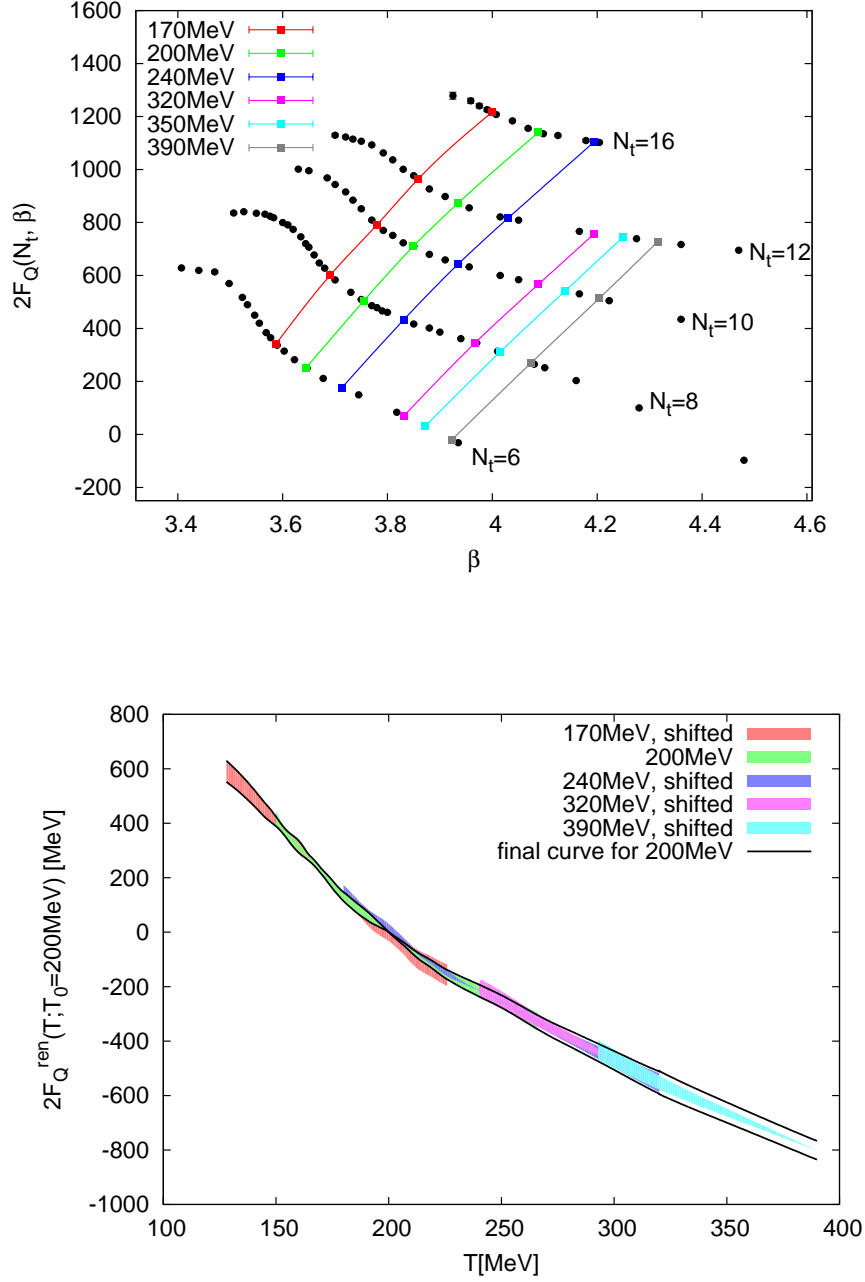 2F_Q(N_t, β)
1600
1400
1200
1000
800
600
400
200
0
-200
170MeV
200MeV
240MeV
320MeV
350MeV
390MeV
N_t=16
N_t=12
N_t=10
N_t=8
N_t=6
3.4 3.6 3.8 4 4.2 4.4 4.6
β
2F_Q^ren(T;T_0=200MeV) [MeV]
800
600
400
200
0
-200
-400
-600
-800
-1000
170MeV, shifted
200MeV
240MeV, shifted
320MeV, shifted
390MeV, shifted
final curve for 200MeV
100 150 200 250 300 350 400
T[MeV]